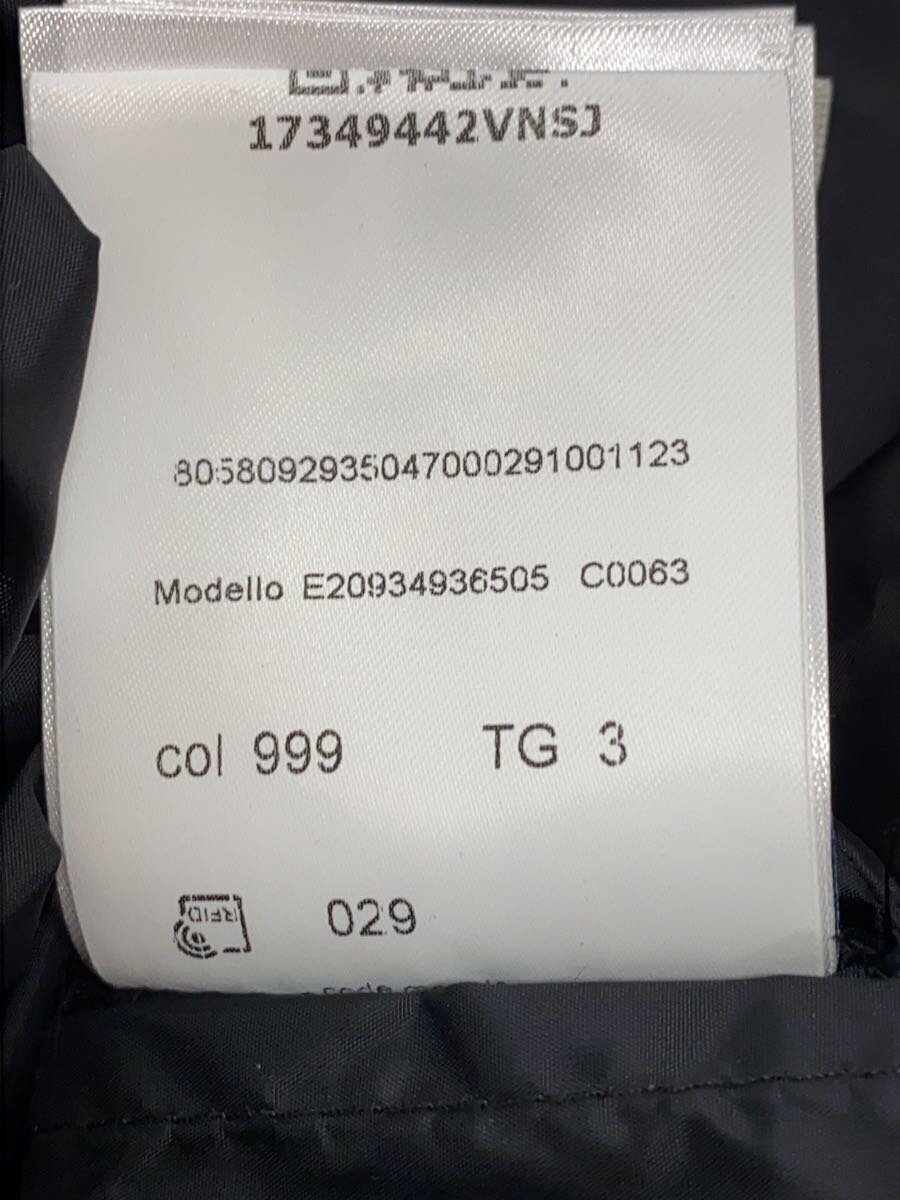 17349442VNSJ
8058092935047000291001123
Modello E20934936505 C0063
col 999 TG 3
RFID 029